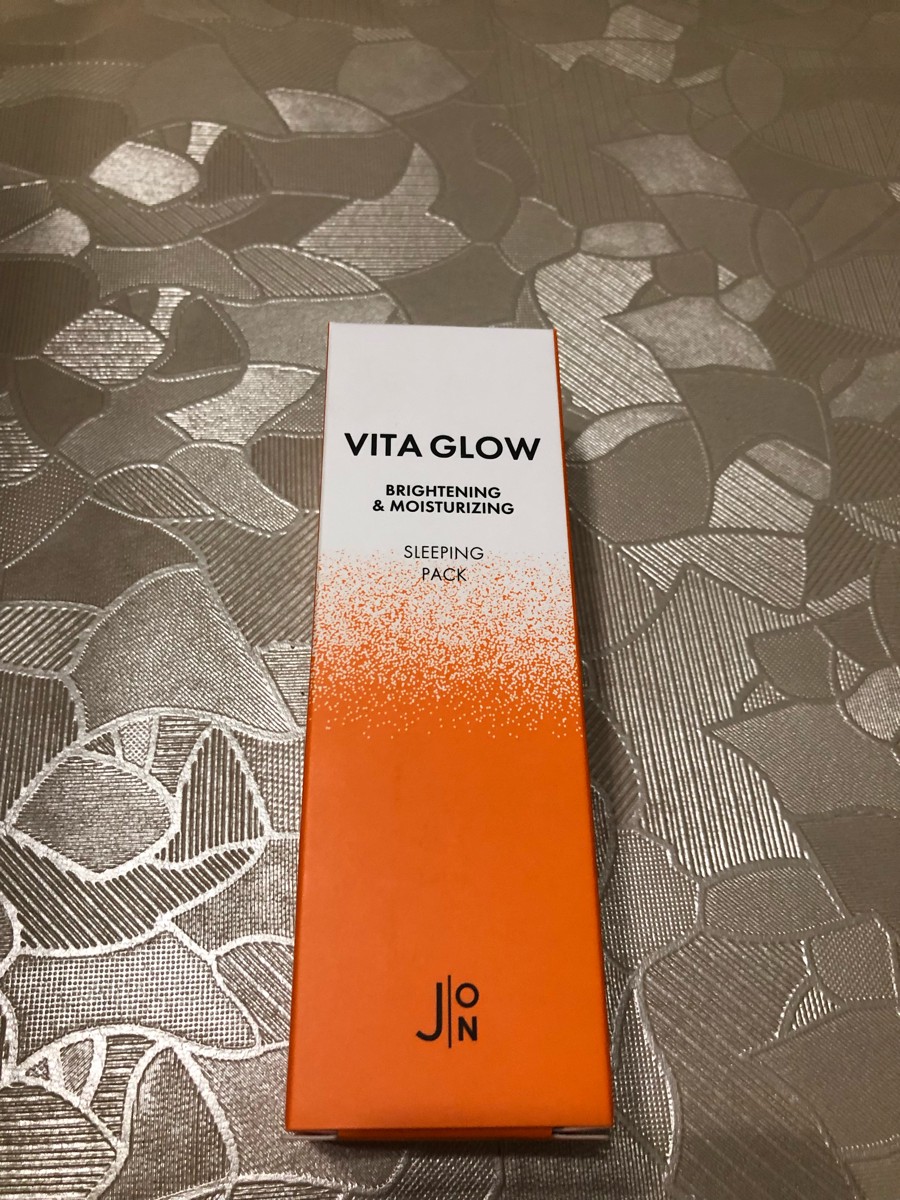 VITA GLOW
BRIGHTENING
& MOISTURIZING
SLEEPING
PACK
J|ON